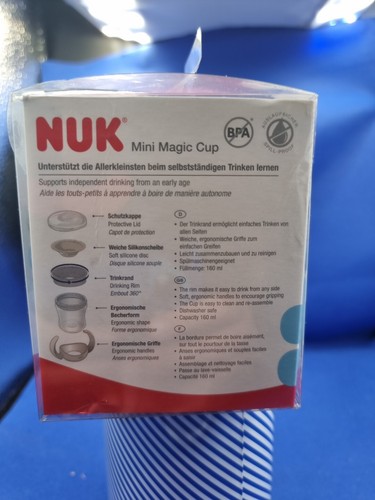 NUK® Mini Magic Cup
BPA
AUSLAUFSICHER
SPILL-PROOF
Unterstützt die Allerkleinsten beim selbstständigen Trinken lernen
Supports independent drinking from an early age
Aide les touts-petits à apprendre à boire de manière autonome
Schutzkappe
Protective Lid
Capot de protection
Weiche Silikonscheibe
Soft silicone disc
Disque silicone souple
Trinkrand
Drinking Rim
Embout 360°
Ergonomische
Becherform
Ergonomic shape
Forme ergonomique
Ergonomische Griffe
Ergonomic handles
Anses ergonomiques
D
• Der Trinkrand ermöglicht einfaches Trinken von
allen Seiten
• Weiche, ergonomische Griffe zum
einfachen Greifen
• Leicht zusammenzubauen und zu reinigen
• Spülmaschinengeeignet
• Füllmenge: 160 ml
GB
• The rim makes it easy to drink from any side
• Soft, ergonomic handles to encourage gripping
• The Cup is easy to clean and re-assemble
• Dishwasher safe
• Capacity 160 ml
F
• La bordure permet de boire aisément,
sur tout le pourtour de la tasse
• Anses ergonomiques et souples faciles
à saisir
• Assemblage et nettoyage faciles
• Passe au lave-vaisselle
• Capacité 160 ml